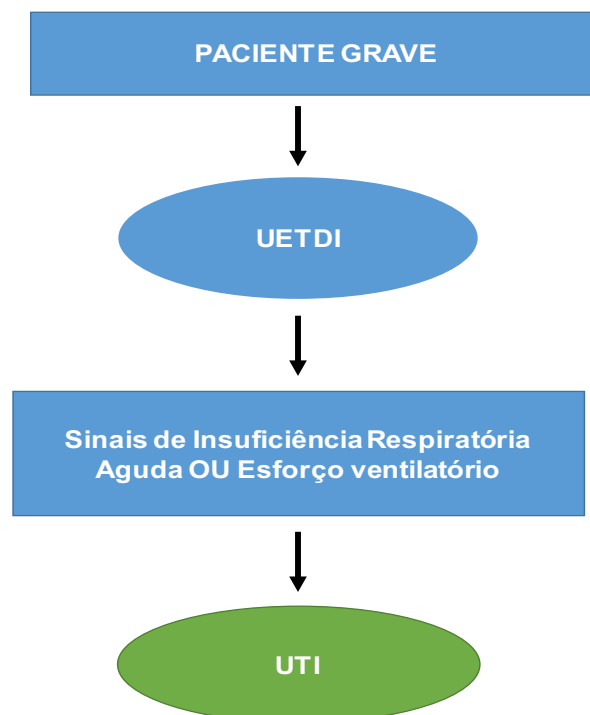 PACIENTE GRAVE
UETDI
Sinais de Insuficiência Respiratória
Aguda OU Esforço ventilatório
UTI